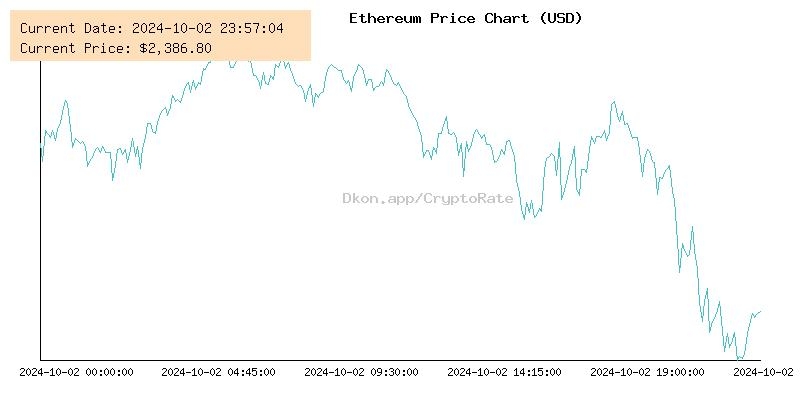 Ethereum Price Chart (USD)
Current Date: 2024-10-02 23:57:04
Current Price: $2,386.80
Dkon.app/CryptoRate
2024-10-02 00:00:00 2024-10-02 04:45:00 2024-10-02 09:30:00 2024-10-02 14:15:00 2024-10-02 19:00:00 2024-10-02